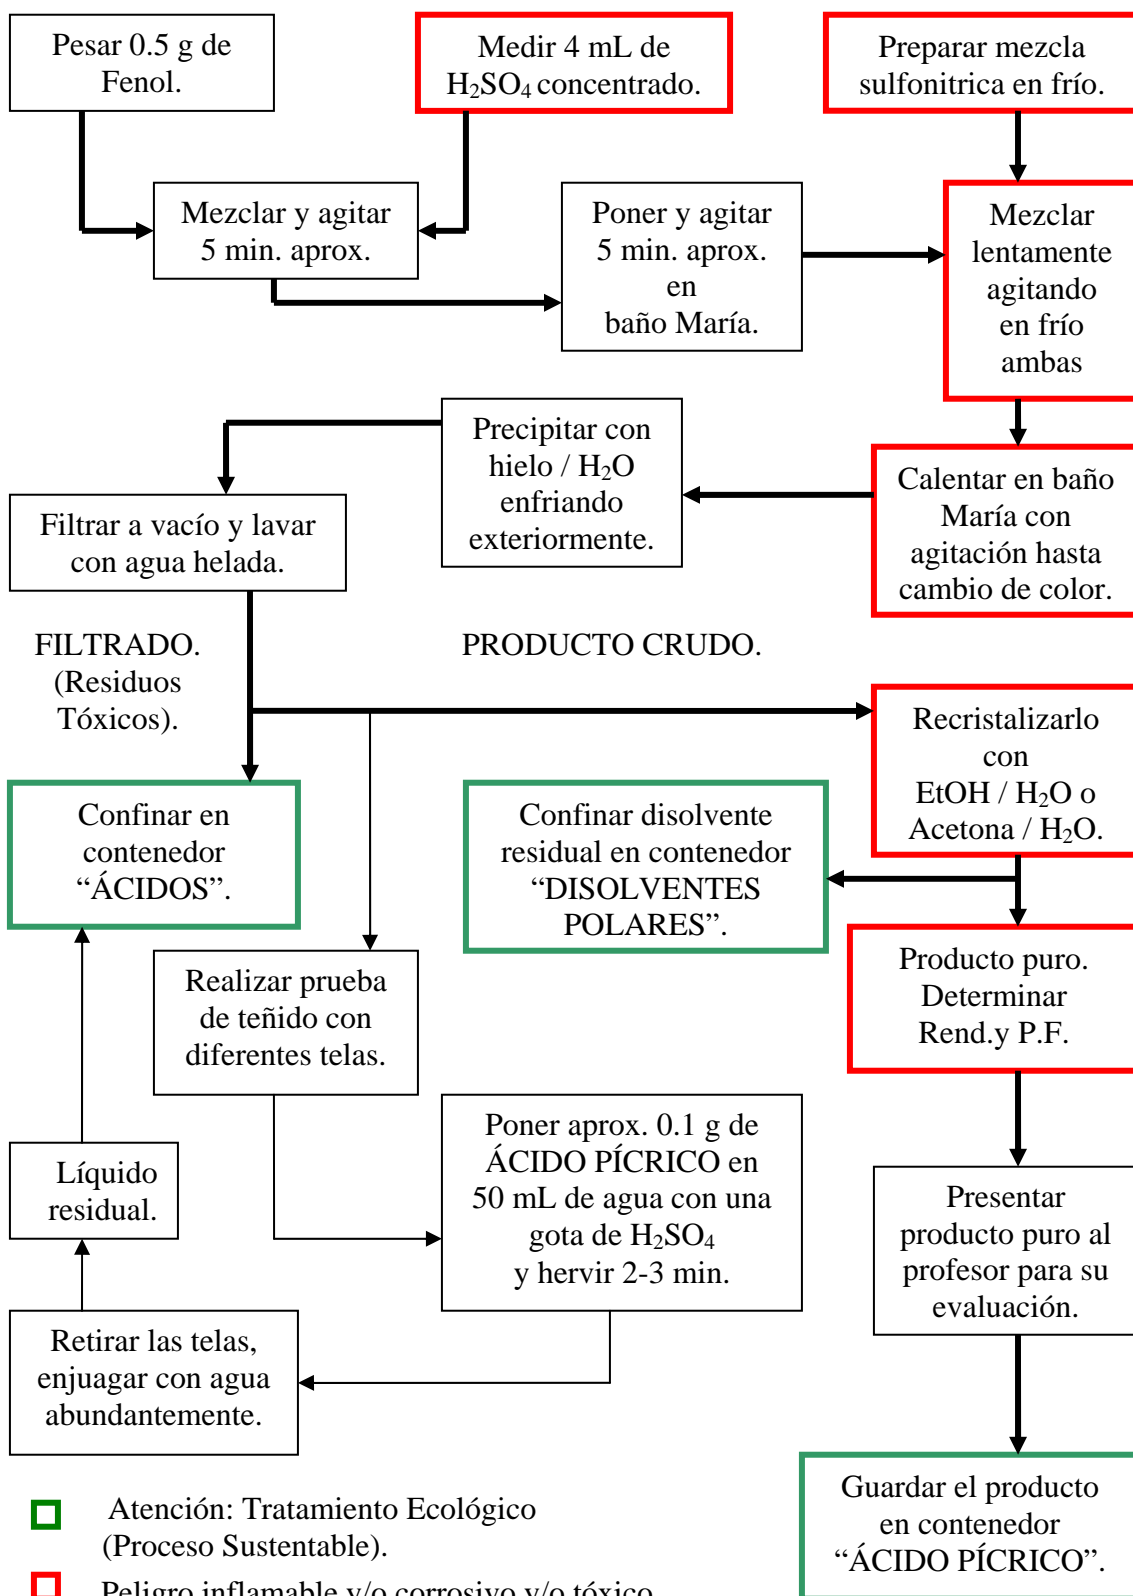 Pesar 0.5 g de
Fenol.
Medir 4 mL de
H₂SO₄ concentrado.
Preparar mezcla
sulfonitrica en frío.
Mezclar y agitar
5 min. aprox.
Poner y agitar
5 min. aprox.
en
baño María.
Mezclar
lentamente
agitando
en frío
ambas
Precipitar con
hielo / H₂O
enfriando
exteriormente.
Calentar en baño
María con
agitación hasta
cambio de color.
Filtrar a vacío y lavar
con agua helada.
FILTRADO.
(Residuos
Tóxicos).
PRODUCTO CRUDO.
Recristalizarlo
con
EtOH / H₂O o
Acetona / H₂O.
Confinar en
contenedor
“ÁCIDOS”.
Confinar disolvente
residual en contenedor
“DISOLVENTES
POLARES”.
Producto puro.
Determinar
Rend.y P.F.
Realizar prueba
de teñido con
diferentes telas.
Poner aprox. 0.1 g de
ÁCIDO PÍCRICO en
50 mL de agua con una
gota de H₂SO₄
y hervir 2-3 min.
Líquido
residual.
Presentar
producto puro al
profesor para su
evaluación.
Retirar las telas,
enjuagar con agua
abundantemente.
Guardar el producto
en contenedor
“ÁCIDO PÍCRICO”.
Atención: Tratamiento Ecológico
(Proceso Sustentable).
Peligro inflamable y/o corrosivo y/o tóxico